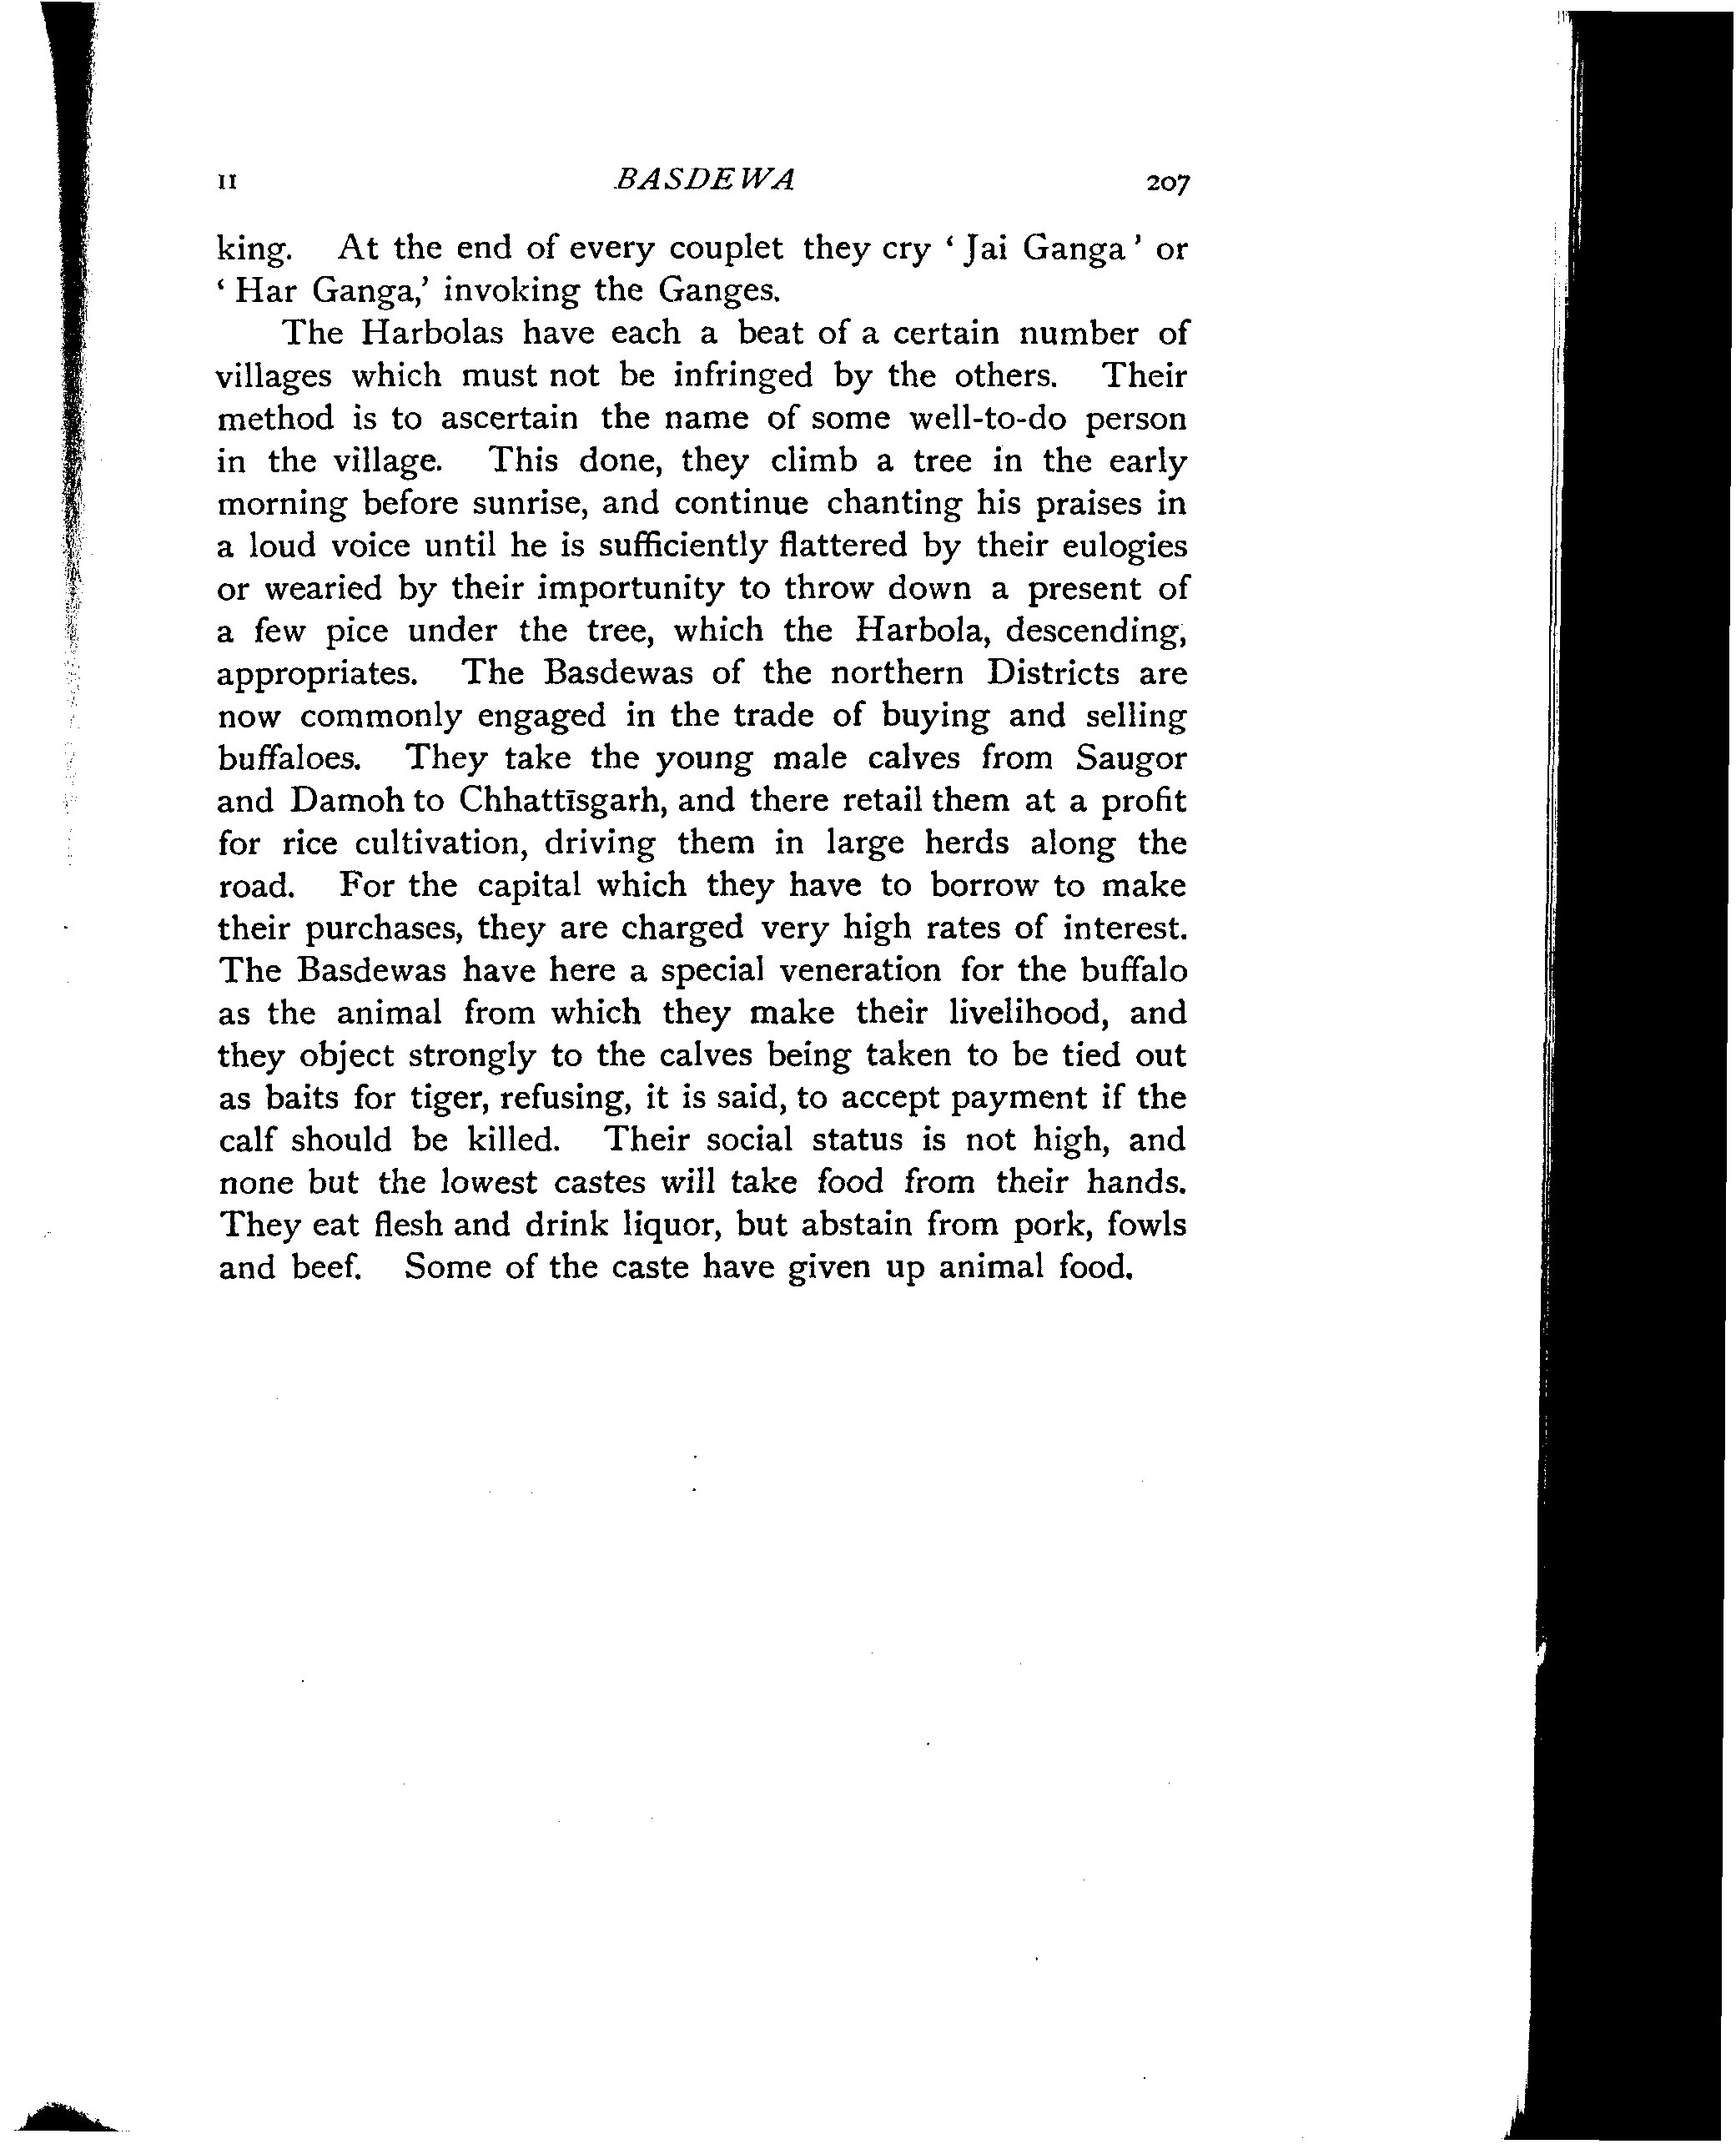 II BASDEWA 207
king. At the end of every couplet they cry ‘ Jai Ganga ’ or
‘ Har Ganga,’ invoking the Ganges.
The Harbolas have each a beat of a certain number of
villages which must not be infringed by the others. Their
method is to ascertain the name of some well-to-do person
in the village. This done, they climb a tree in the early
morning before sunrise, and continue chanting his praises in
a loud voice until he is sufficiently flattered by their eulogies
or wearied by their importunity to throw down a present of
a few pice under the tree, which the Harbola, descending,
appropriates. The Basdewas of the northern Districts are
now commonly engaged in the trade of buying and selling
buffaloes. They take the young male calves from Saugor
and Damoh to Chhattīsgarh, and there retail them at a profit
for rice cultivation, driving them in large herds along the
road. For the capital which they have to borrow to make
their purchases, they are charged very high rates of interest.
The Basdewas have here a special veneration for the buffalo
as the animal from which they make their livelihood, and
they object strongly to the calves being taken to be tied out
as baits for tiger, refusing, it is said, to accept payment if the
calf should be killed. Their social status is not high, and
none but the lowest castes will take food from their hands.
They eat flesh and drink liquor, but abstain from pork, fowls
and beef. Some of the caste have given up animal food.